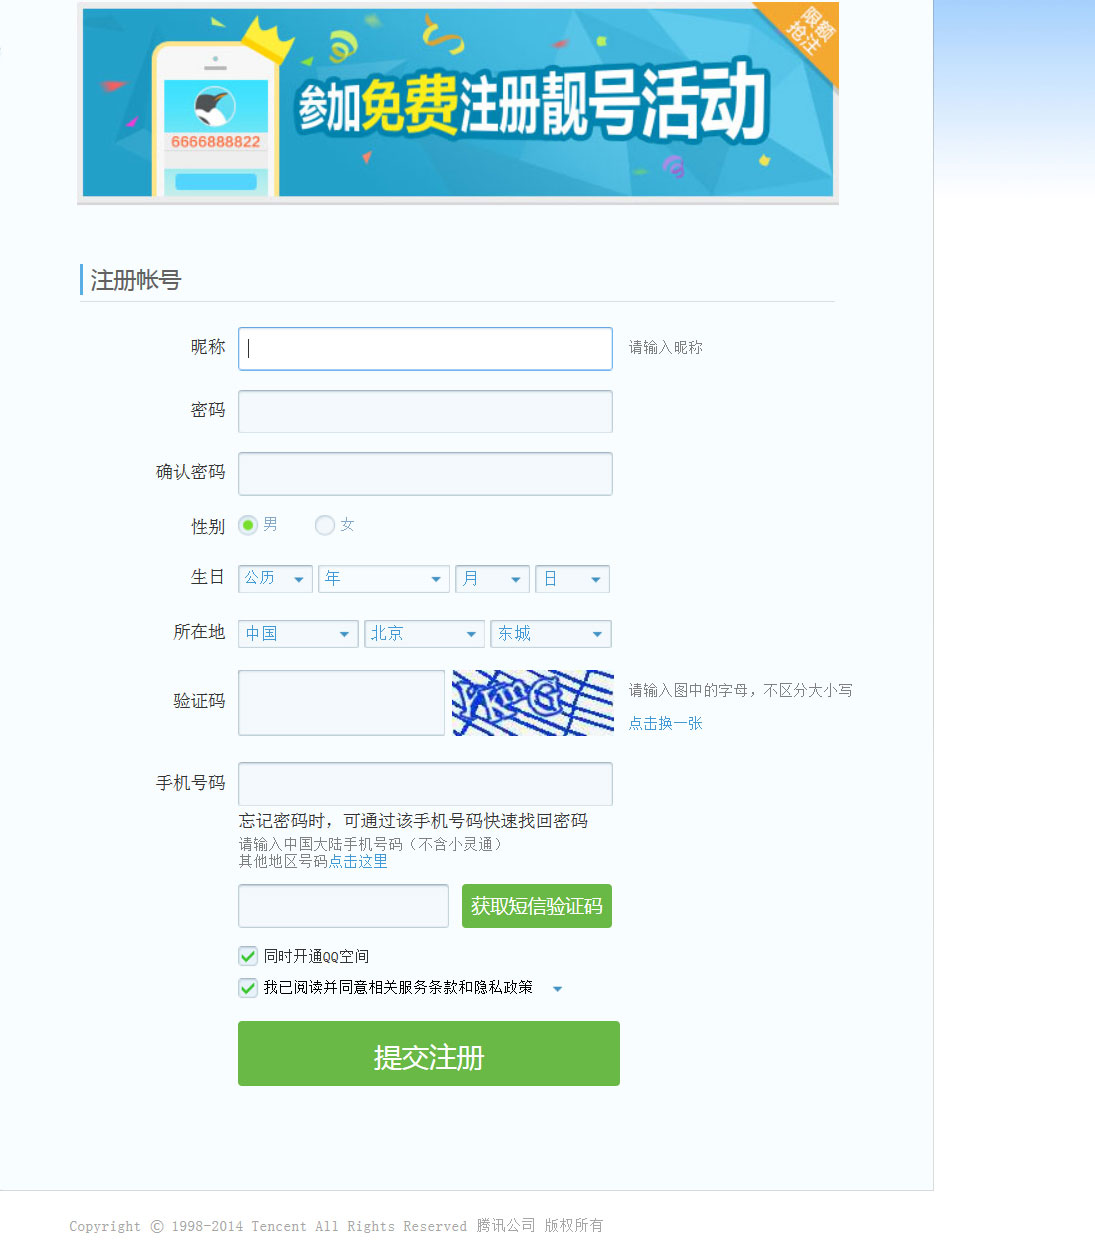 限额
抢注
参加免费注册靓号活动
6666888822
注册帐号
昵称
请输入昵称
密码
确认密码
性别 男 女
生日 公历 年 月 日
所在地 中国 北京 东城
验证码
请输入图中的字母，不区分大小写
点击换一张
手机号码
忘记密码时，可通过该手机号码快速找回密码
请输入中国大陆手机号码（不含小灵通）
其他地区号码点击这里
获取短信验证码
同时开通QQ空间
我已阅读并同意相关服务条款和隐私政策
提交注册
Copyright © 1998-2014 Tencent All Rights Reserved 腾讯公司 版权所有